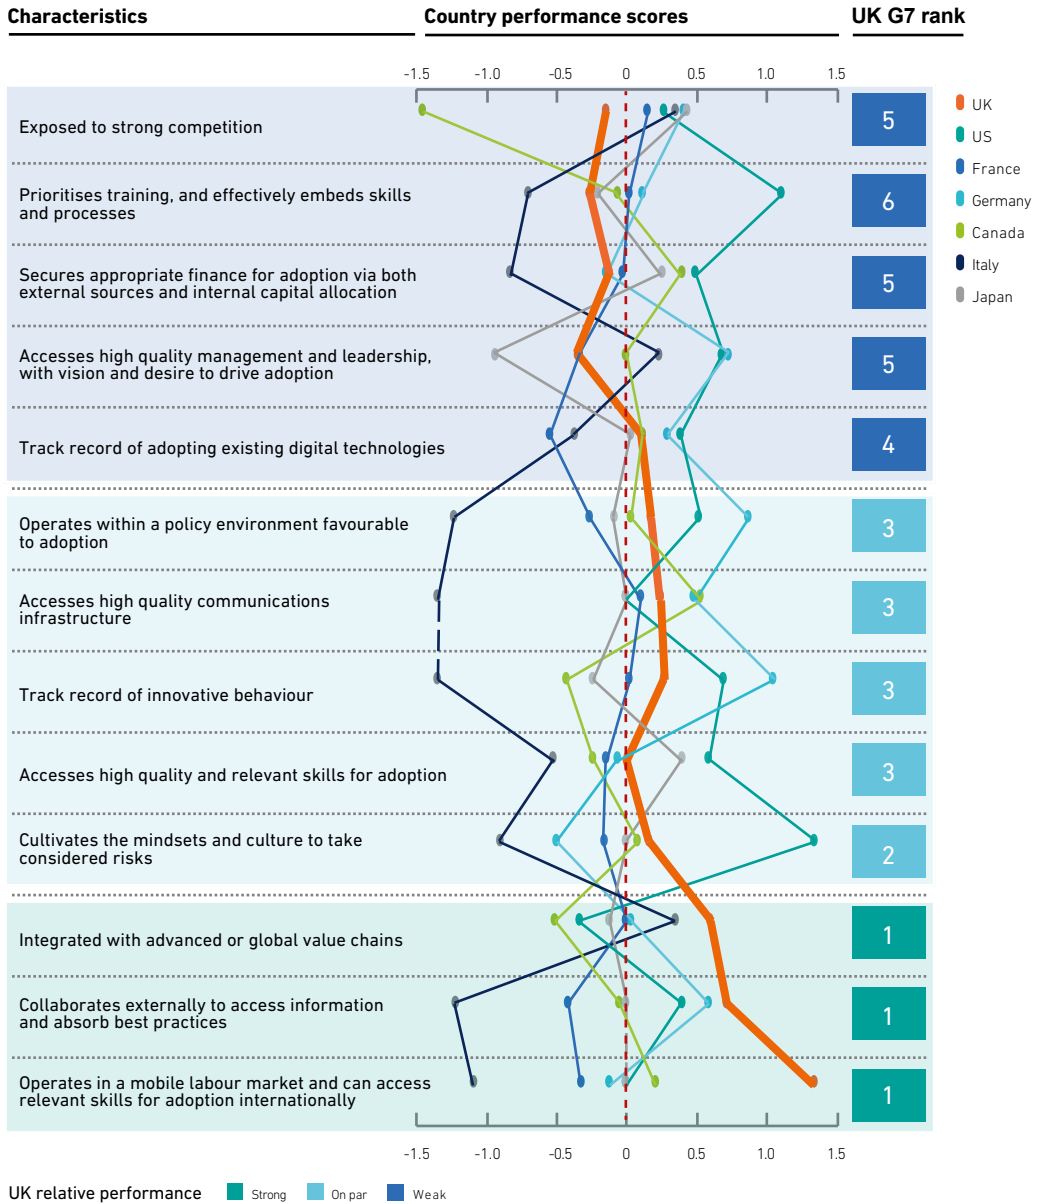 Characteristics
Country performance scores
UK G7 rank
-1.5 -1.0 -0.5 0 0.5 1.0 1.5
UK
US
France
Germany
Canada
Italy
Japan
Exposed to strong competition
5
Prioritises training, and effectively embeds skills
and processes
6
Secures appropriate finance for adoption via both
external sources and internal capital allocation
5
Accesses high quality management and leadership,
with vision and desire to drive adoption
5
Track record of adopting existing digital technologies
4
Operates within a policy environment favourable
to adoption
3
Accesses high quality communications
infrastructure
3
Track record of innovative behaviour
3
Accesses high quality and relevant skills for adoption
3
Cultivates the mindsets and culture to take
considered risks
2
Integrated with advanced or global value chains
1
Collaborates externally to access information
and absorb best practices
1
Operates in a mobile labour market and can access
relevant skills for adoption internationally
1
-1.5 -1.0 -0.5 0 0.5 1.0 1.5
UK relative performance Strong On par Weak